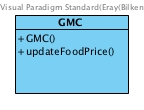 Visual Paradigm Standard(Eray(Bilken
GMC
+GMC()
+updateFoodPrice()